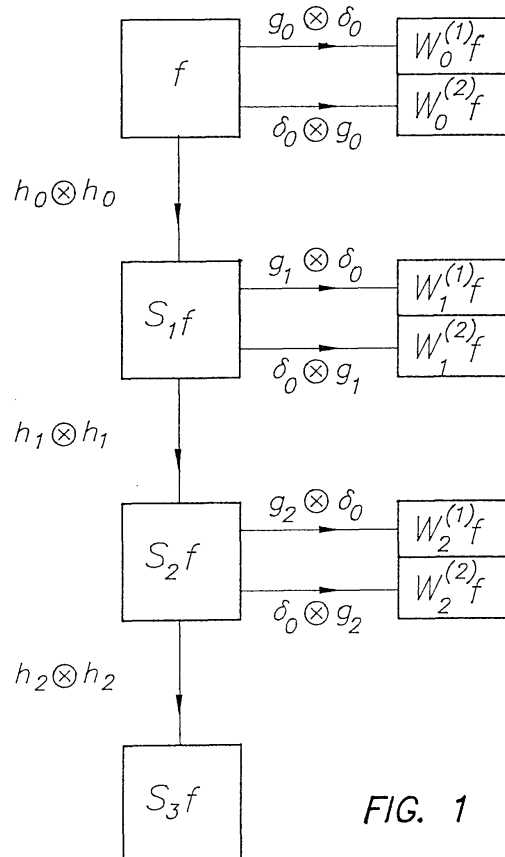 g₀ ⊗ δ₀
f
W₀⁽¹⁾f
W₀⁽²⁾f
δ₀ ⊗ g₀
h₀ ⊗ h₀
g₁ ⊗ δ₀
S₁f
W₁⁽¹⁾f
W₁⁽²⁾f
δ₀ ⊗ g₁
h₁ ⊗ h₁
g₂ ⊗ δ₀
S₂f
W₂⁽¹⁾f
W₂⁽²⁾f
δ₀ ⊗ g₂
h₂ ⊗ h₂
S₃f
FIG. 1